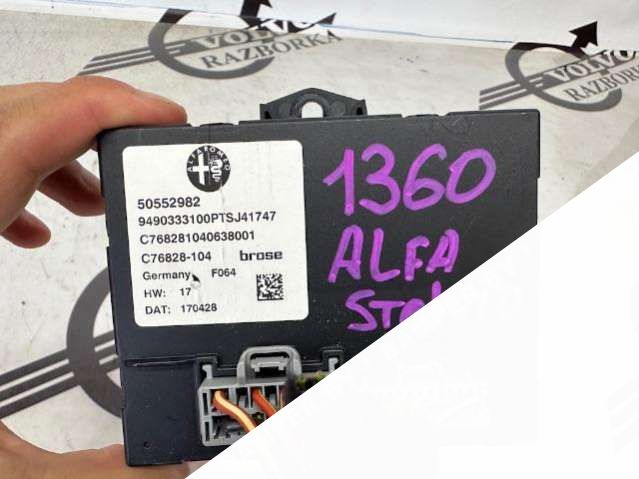 VOLVO
RAZBORKA
VOLVO
RAZBORKA
ALFA ROMEO
50552982
9490333100PTSJ41747
C768281040638001
C76828-104 brose
Germany F064
HW: 17
DAT: 170428
1360
ALFA